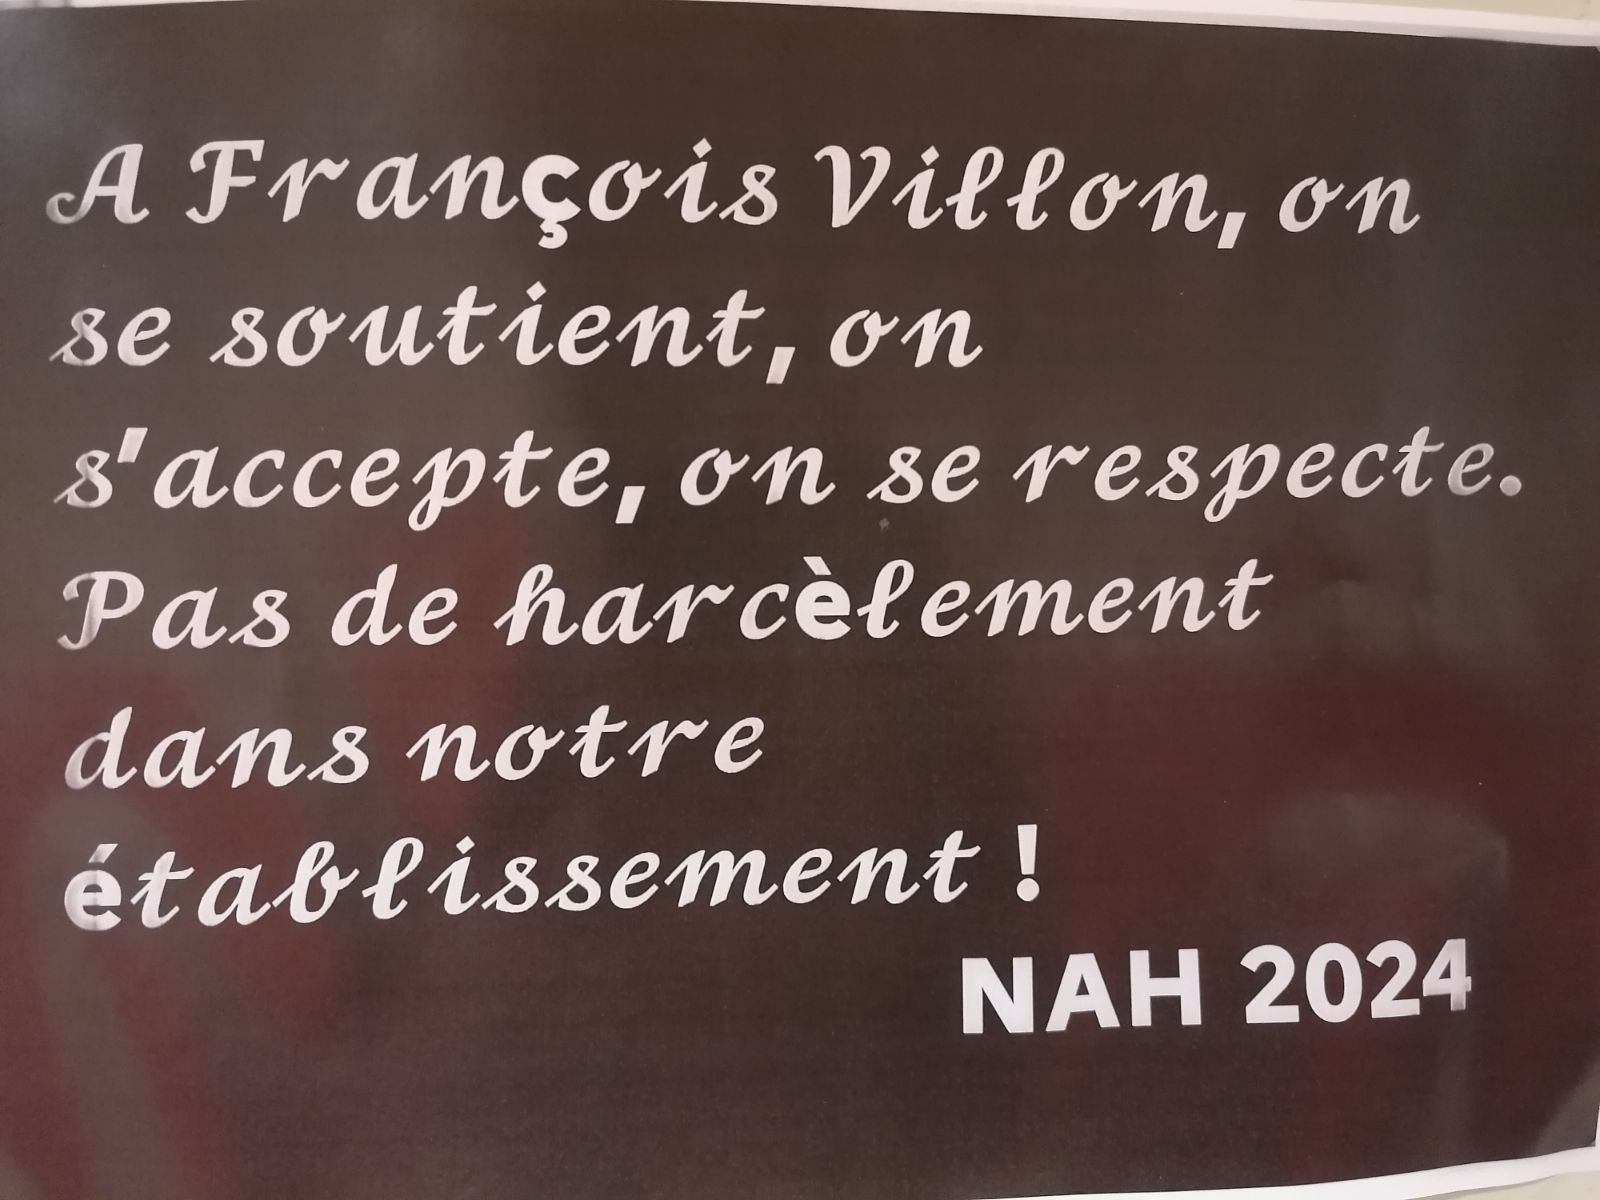 A François Villon, on
se soutient, on
s'accepte, on se respecte.
Pas de harcèlement
dans notre
établissement !
NAH 2024